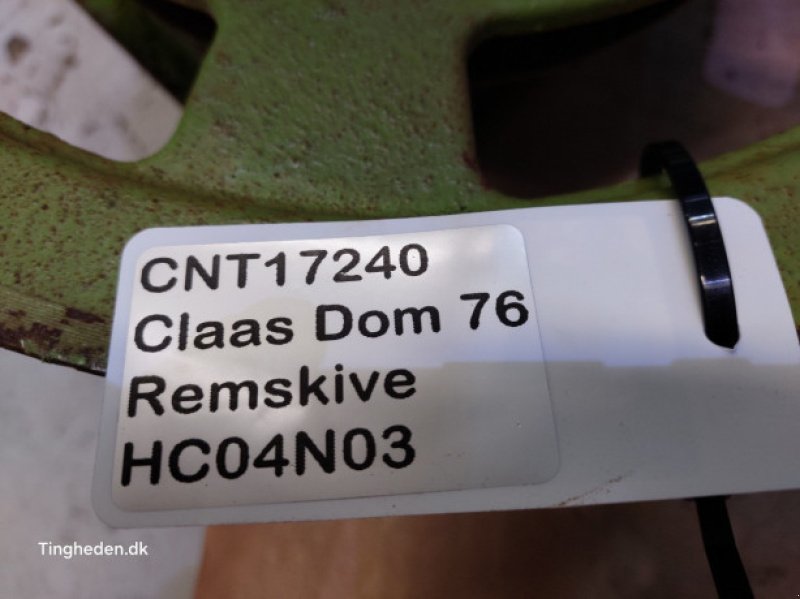 CNT17240
Claas Dom 76
Remskive
HC04N03
Tingheden.dk